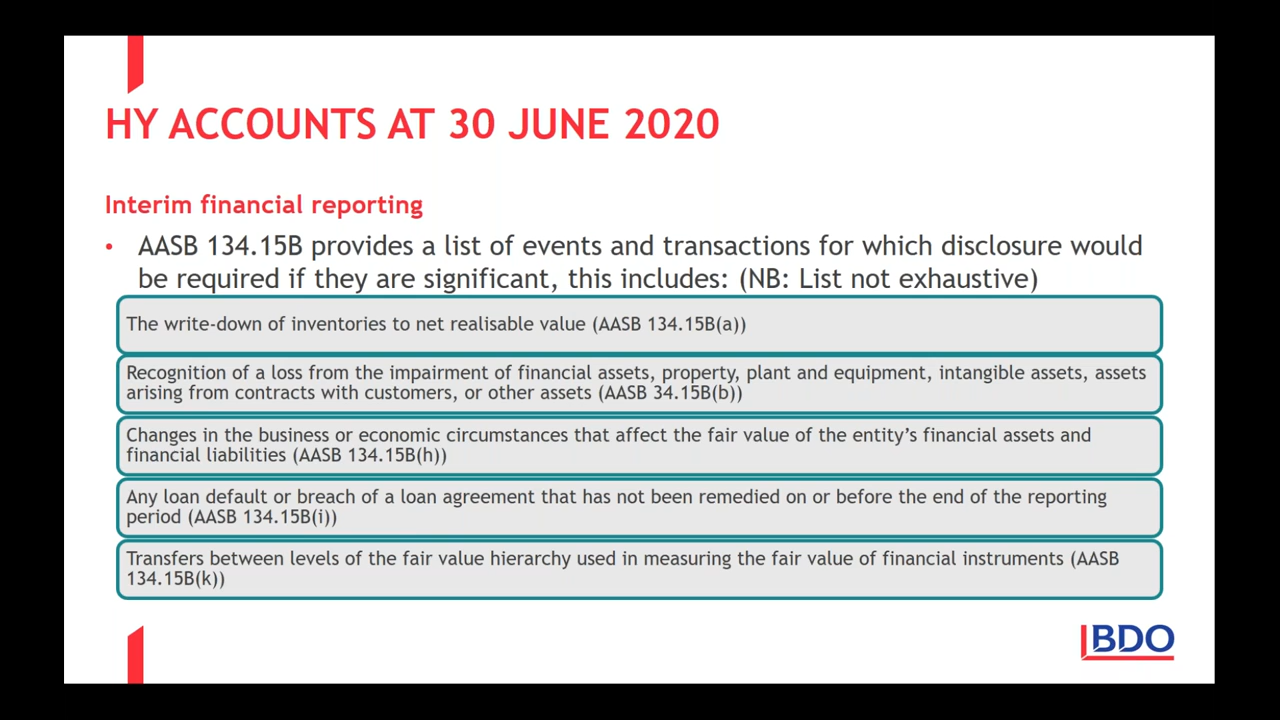 HY ACCOUNTS AT 30 JUNE 2020
Interim financial reporting
• AASB 134.15B provides a list of events and transactions for which disclosure would
be required if they are significant, this includes: (NB: List not exhaustive)
The write-down of inventories to net realisable value (AASB 134.15B(a))
Recognition of a loss from the impairment of financial assets, property, plant and equipment, intangible assets, assets
arising from contracts with customers, or other assets (AASB 34.15B(b))
Changes in the business or economic circumstances that affect the fair value of the entity’s financial assets and
financial liabilities (AASB 134.15B(h))
Any loan default or breach of a loan agreement that has not been remedied on or before the end of the reporting
period (AASB 134.15B(i))
Transfers between levels of the fair value hierarchy used in measuring the fair value of financial instruments (AASB
134.15B(k))
BDO